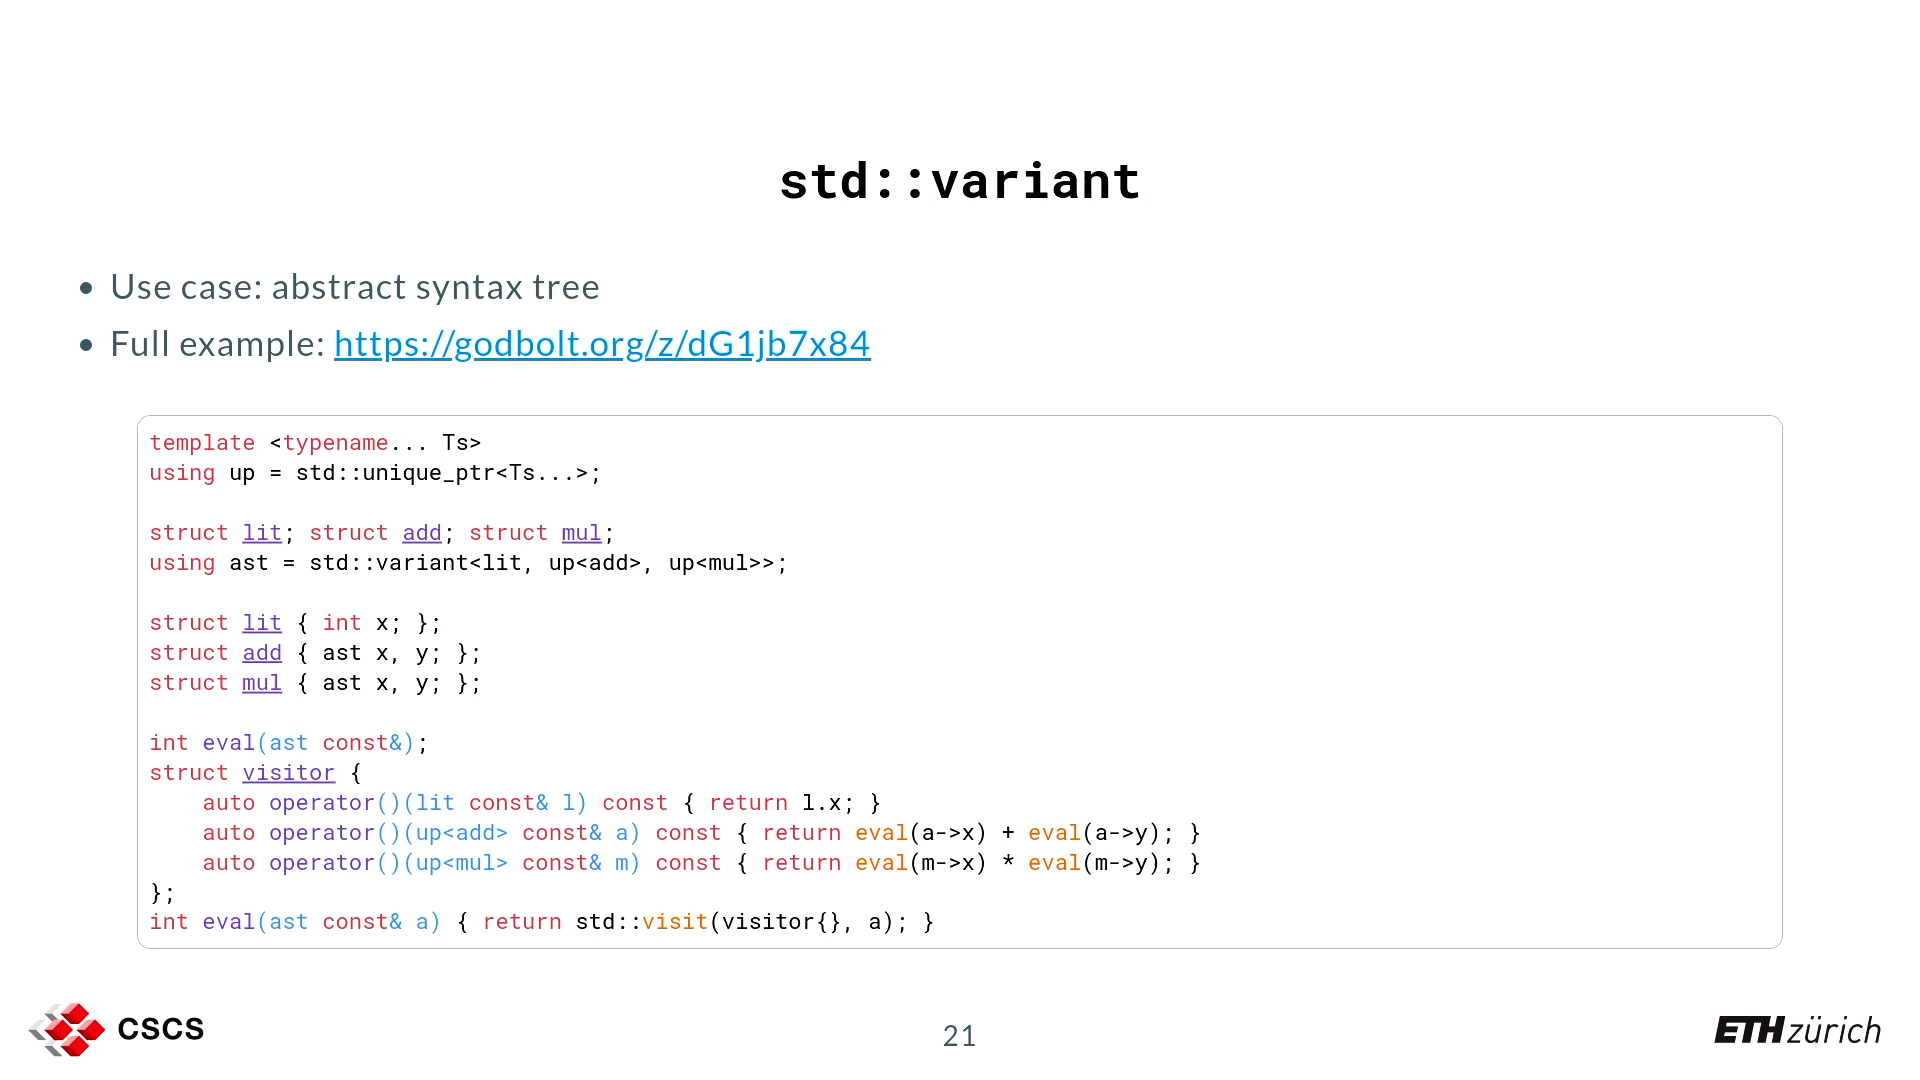 std::variant
• Use case: abstract syntax tree
• Full example: https://godbolt.org/z/dG1jb7x84
template <typename... Ts>
using up = std::unique_ptr<Ts...>;

struct lit; struct add; struct mul;
using ast = std::variant<lit, up<add>, up<mul>>;

struct lit { int x; };
struct add { ast x, y; };
struct mul { ast x, y; };

int eval(ast const&);
struct visitor {
    auto operator()(lit const& l) const { return l.x; }
    auto operator()(up<add> const& a) const { return eval(a->x) + eval(a->y); }
    auto operator()(up<mul> const& m) const { return eval(m->x) * eval(m->y); }
};
int eval(ast const& a) { return std::visit(visitor{}, a); }
CSCS
21
ETH zürich